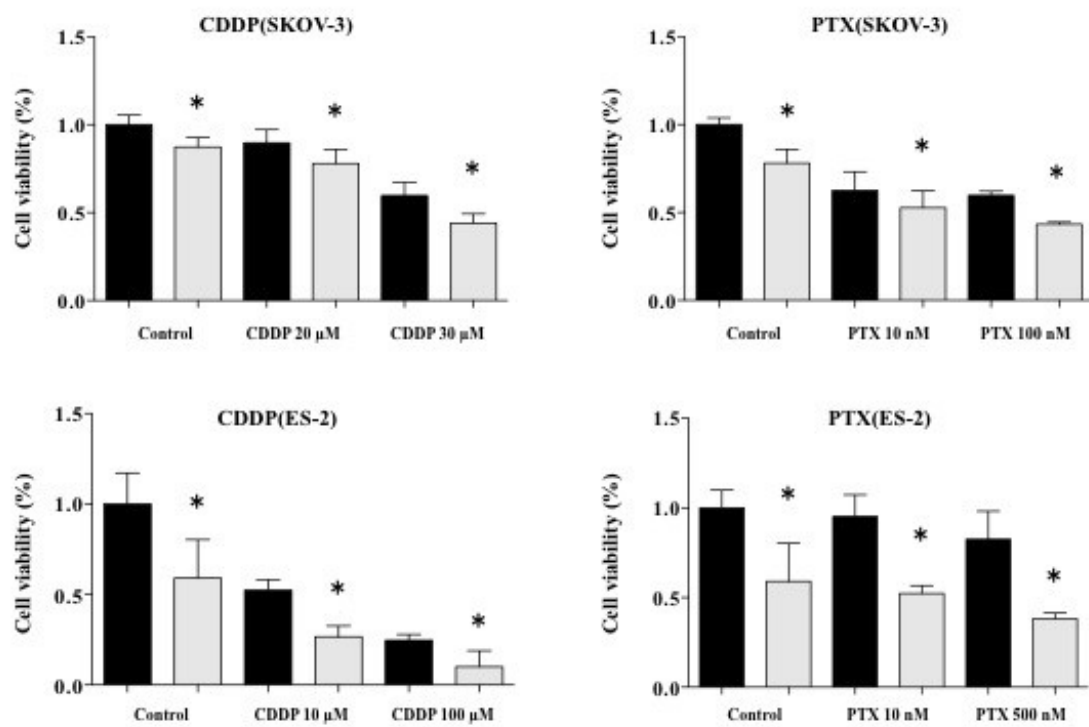 CDDP(SKOV-3)
Cell viability (%)
1.5
1.0
0.5
0.0
*
*
*
Control CDDP 20 µM CDDP 30 µM
PTX(SKOV-3)
Cell viability (%)
1.5
1.0
0.5
0.0
*
*
*
Control PTX 10 nM PTX 100 nM
CDDP(ES-2)
Cell viability (%)
1.5
1.0
0.5
0.0
*
*
*
Control CDDP 10 µM CDDP 100 µM
PTX(ES-2)
Cell viability (%)
1.5
1.0
0.5
0.0
*
*
*
Control PTX 10 nM PTX 500 nM